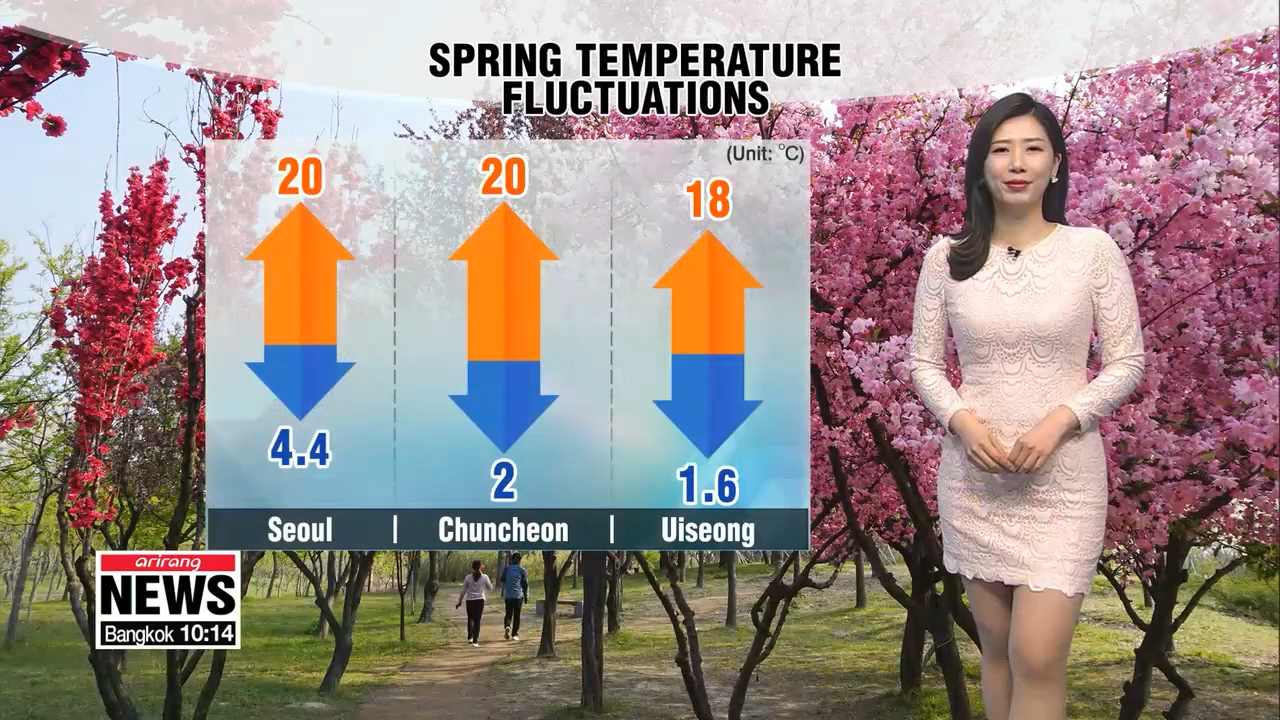 SPRING TEMPERATURE
FLUCTUATIONS
(Unit: °C)
20
20
18
4.4
2
1.6
Seoul | Chuncheon | Uiseong
arirang
NEWS
Bangkok 10:14